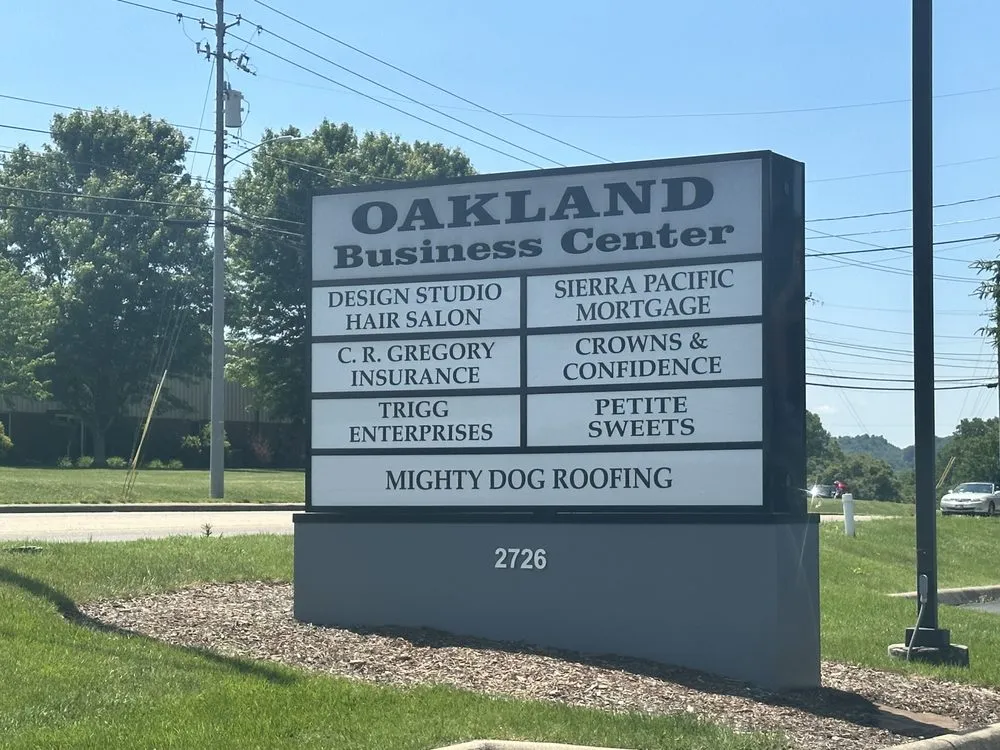 OAKLAND
Business Center
DESIGN STUDIO
HAIR SALON
SIERRA PACIFIC
MORTGAGE
C. R. GREGORY
INSURANCE
CROWNS &
CONFIDENCE
TRIGG
ENTERPRISES
PETITE
SWEETS
MIGHTY DOG ROOFING
2726